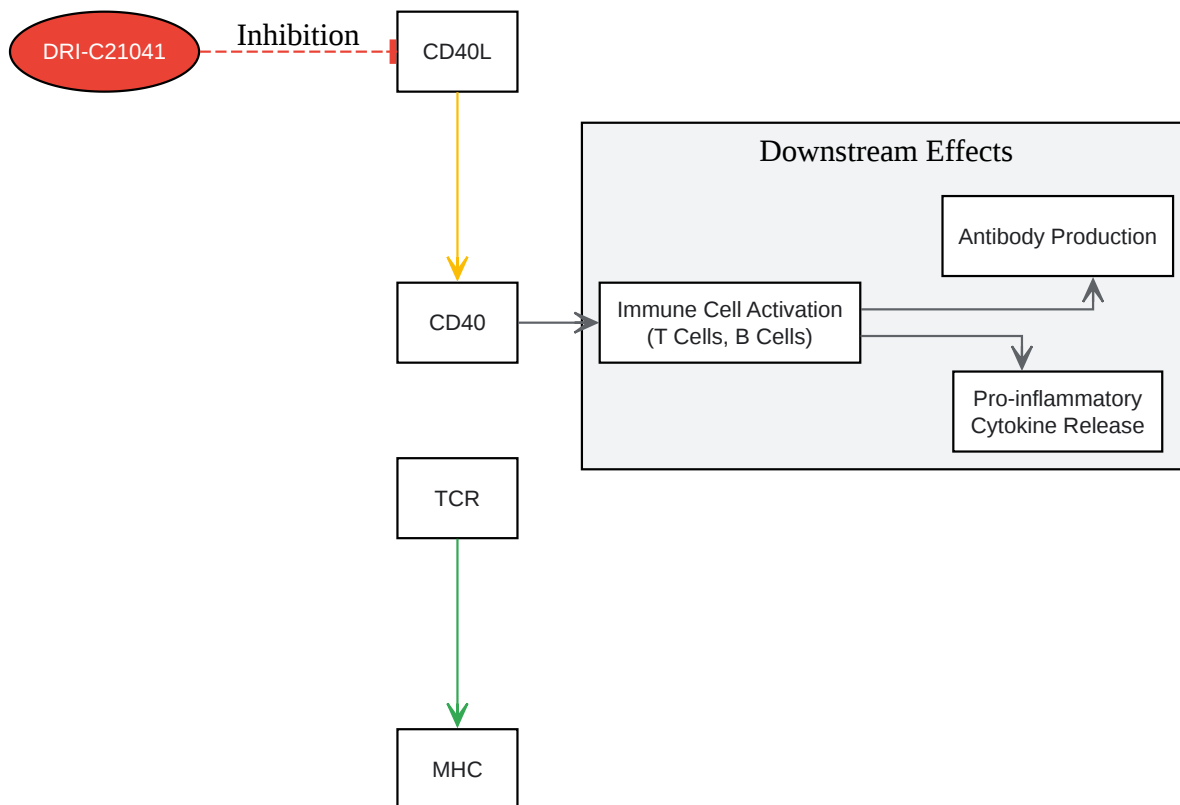 DRI-C21041
Inhibition
CD40L
Downstream Effects
Antibody Production
CD40
Immune Cell Activation
(T Cells, B Cells)
Pro-inflammatory
Cytokine Release
TCR
MHC